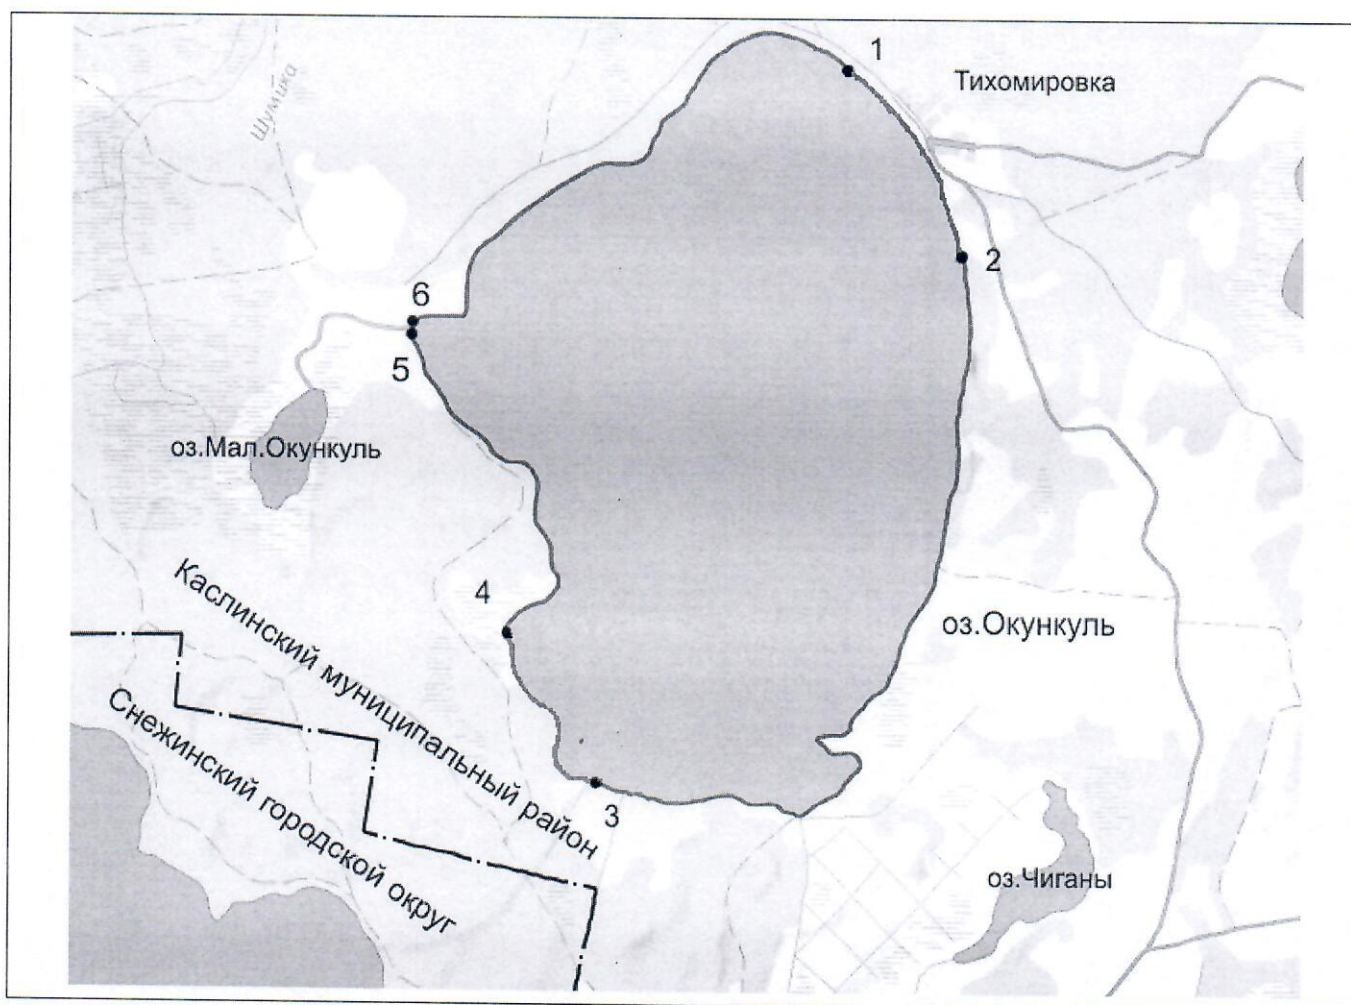 1
Тихомировка
Шумишка
2
6
5
оз.Мал.Окункуль
4
оз.Окункуль
Каслинский муниципальный район
Снежинский городской округ
3
оз.Чиганы